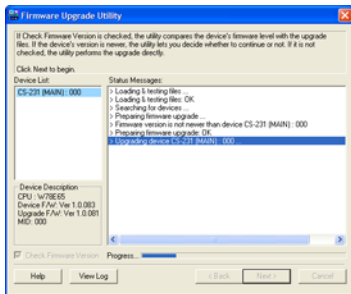 Firmware Upgrade Utility
If Check Firmware Version is checked, the utility compares the device's firmware level with the upgrade
files. If the device's version is newer, the utility lets you decide whether to continue or not. If it is not
checked, the utility performs the upgrade directly.
Click Next to begin.
Device List:
Status Messages:
CS-231 (MAIN) : 000
> Loading & testing files ...
> Loading & testing files: OK
> Searching for devices ...
> Preparing firmware upgrade ...
> Firmware version is not newer than device CS-231 (MAIN) : 000
> Preparing firmware upgrade: OK
> Upgrading device CS-231 (MAIN) : 000 ...
Device Description
CPU : W78E65
Device F/W: Ver 1.0.083
Upgrade F/W: Ver 1.0.081
MID: 000
Check Firmware Version
Progress...
Help
View Log
< Back
Next >
Cancel